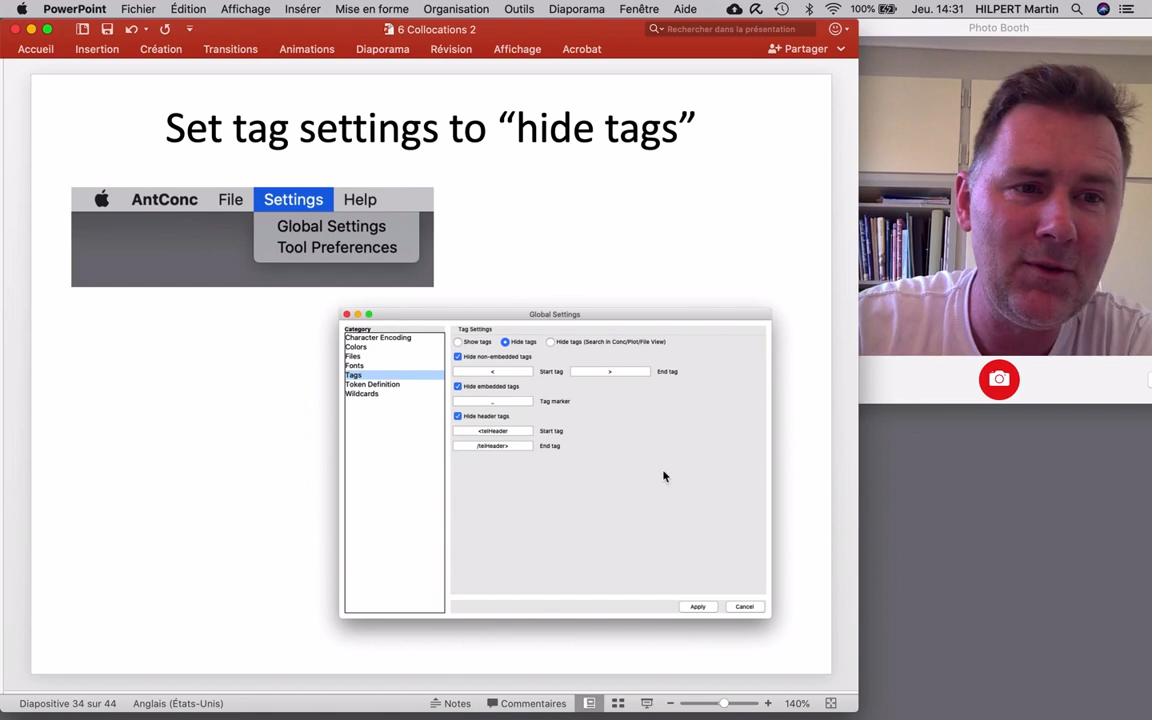 PowerPoint Fichier Édition Affichage Insérer Mise en forme Organisation Outils Diaporama Fenêtre Aide 100% Jeu. 14:31 HILPERT Martin
6 Collocations 2
Rechercher dans la présentation
Photo Booth
Accueil Insertion Création Transitions Animations Diaporama Révision Affichage Acrobat Partager
Set tag settings to “hide tags”
AntConc File Settings Help
Global Settings
Tool Preferences
Global Settings
Category
Character Encoding
Colors
Files
Fonts
Tags
Token Definition
Wildcards
Tag Settings
Show tags Hide tags Hide tags (Search in Conc/Plot/File View)
Hide non-embedded tags
< Start tag > End tag
Hide embedded tags
_ Tag marker
Hide header tags
<teiHeader Start tag
/teiHeader> End tag
Apply Cancel
Diapositive 34 sur 44 Anglais (États-Unis) Notes Commentaires 140%